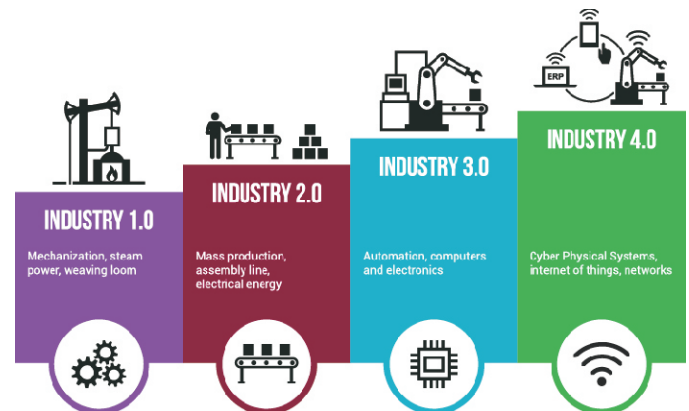 ERP
INDUSTRY 1.0
Mechanization, steam
power, weaving loom
INDUSTRY 2.0
Mass production,
assembly line,
electrical energy
INDUSTRY 3.0
Automation, computers
and electronics
INDUSTRY 4.0
Cyber Physical Systems,
internet of things, networks